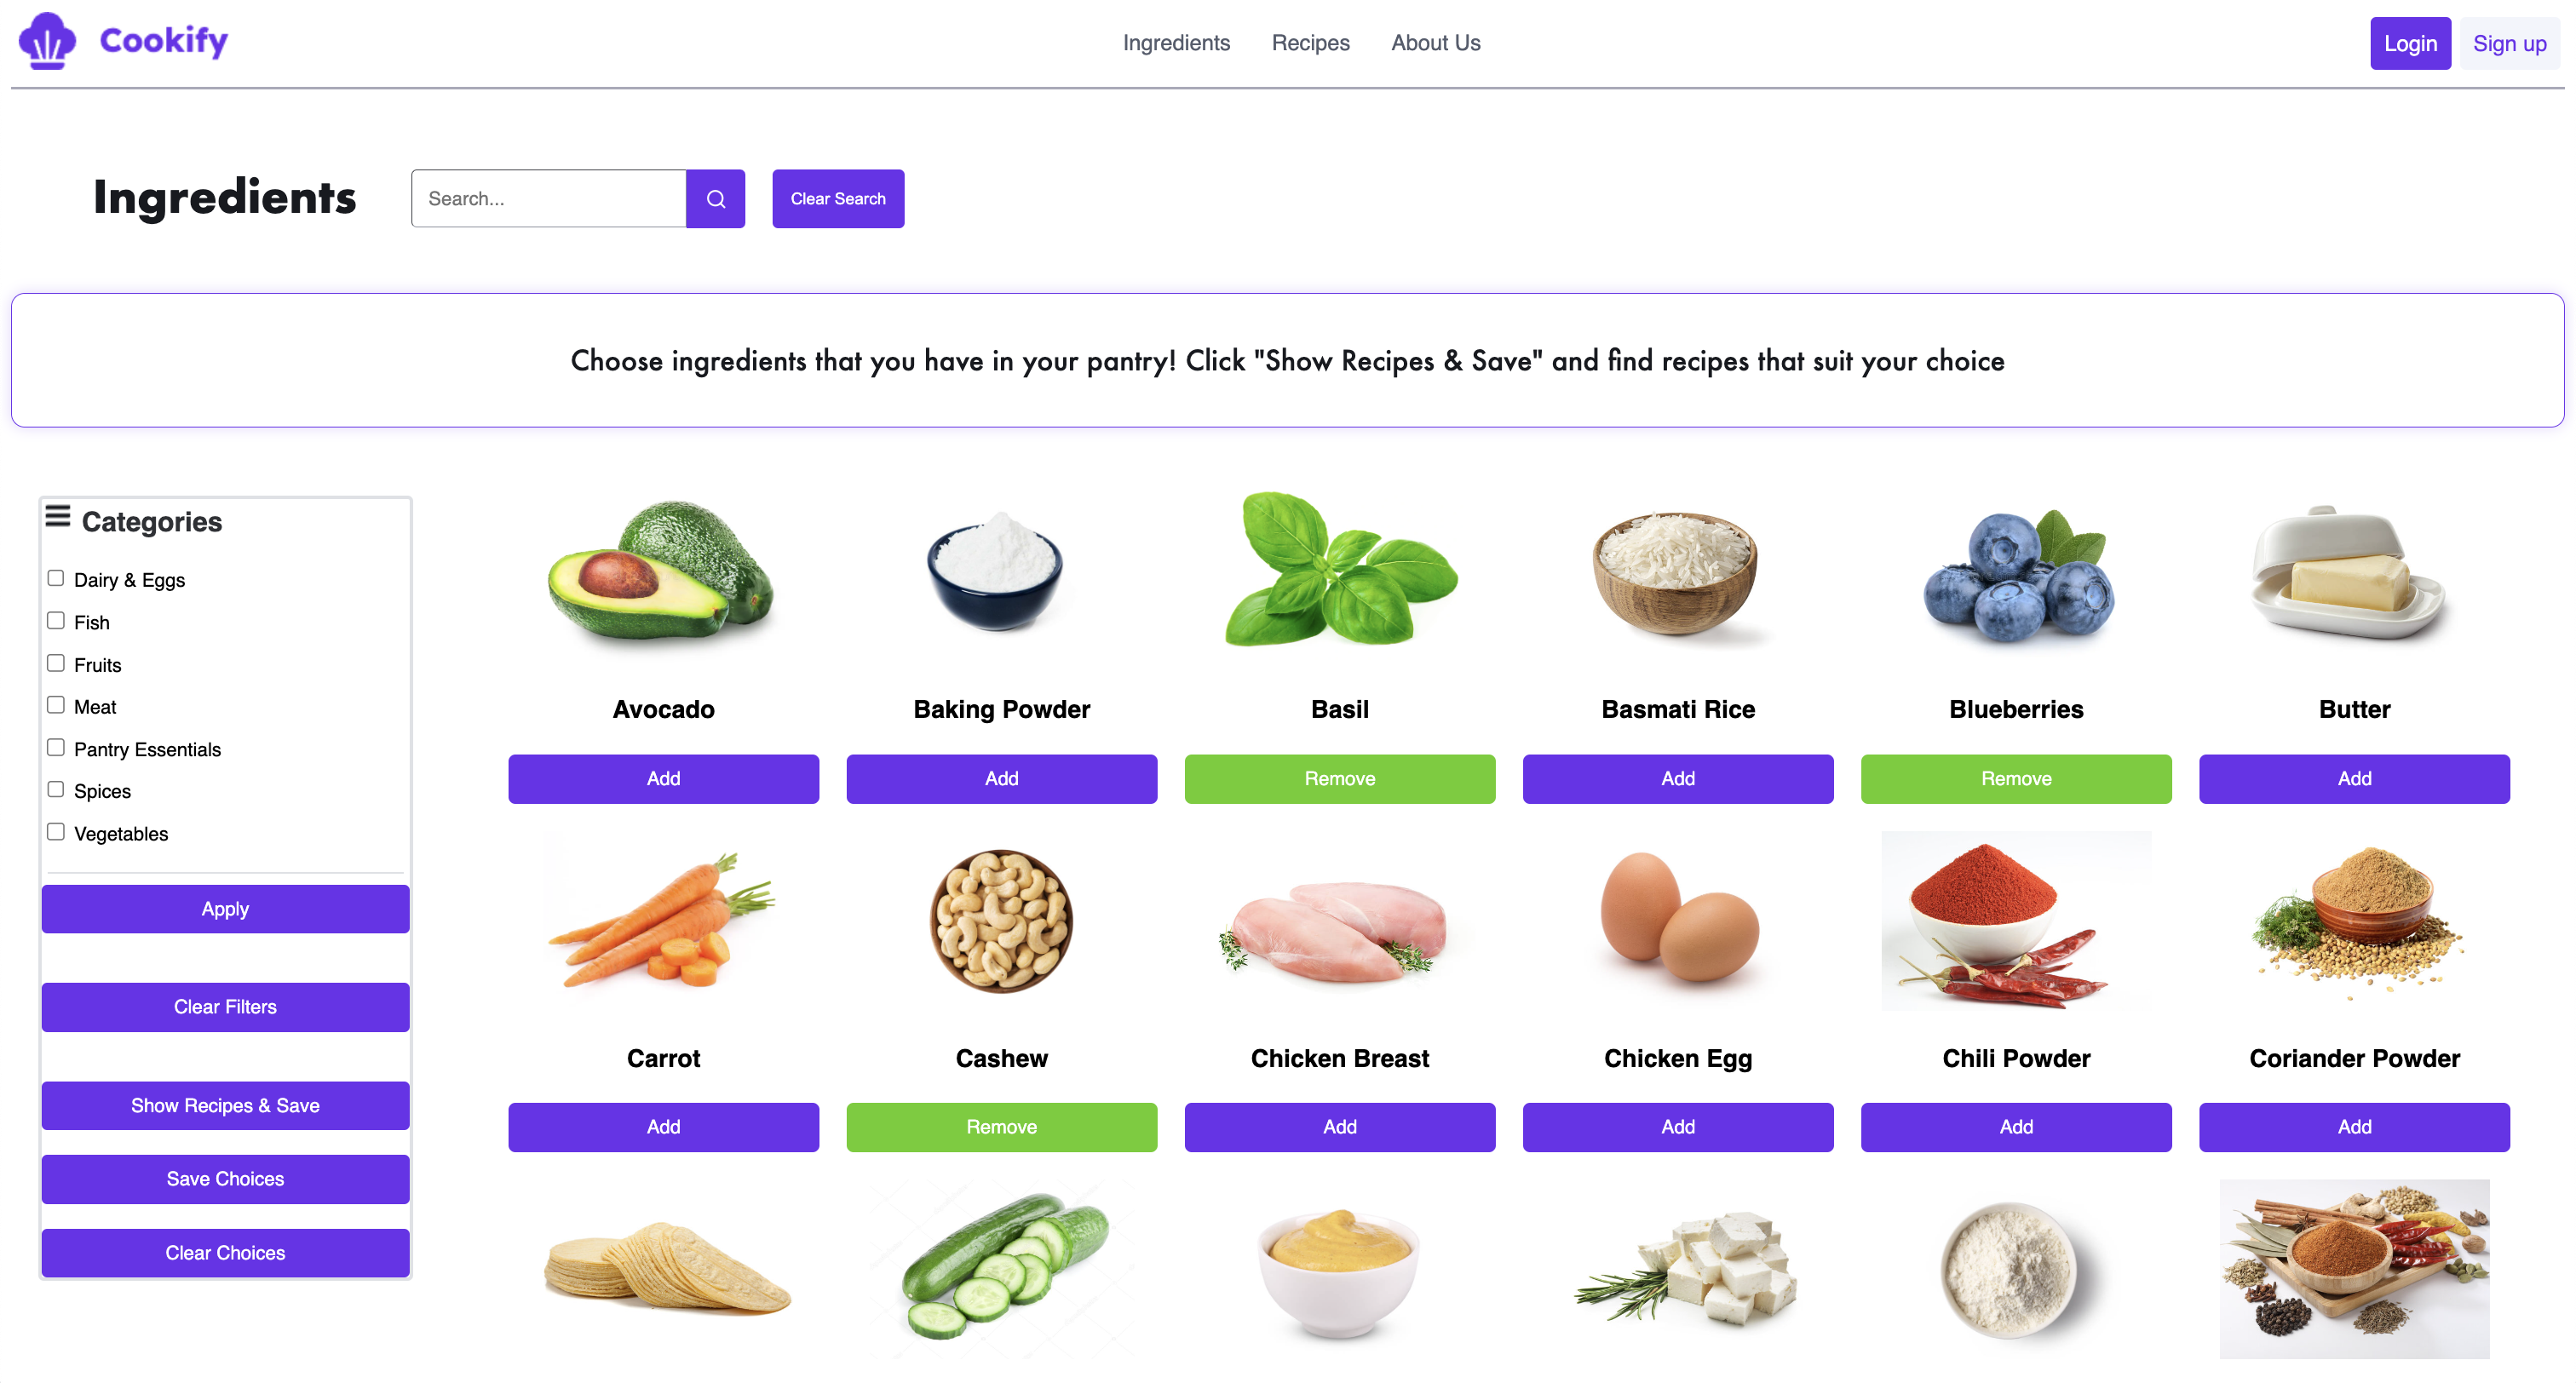 Cookify
Ingredients Recipes About Us
Login Sign up
Ingredients
Search...
Clear Search
Choose ingredients that you have in your pantry! Click "Show Recipes & Save" and find recipes that suit your choice
Categories
Dairy & Eggs
Fish
Fruits
Meat
Pantry Essentials
Spices
Vegetables
Apply
Clear Filters
Show Recipes & Save
Save Choices
Clear Choices
Avocado Baking Powder Basil Basmati Rice Blueberries Butter
Add Add Remove Add Remove Add
Carrot Cashew Chicken Breast Chicken Egg Chili Powder Coriander Powder
Add Remove Add Add Add Add